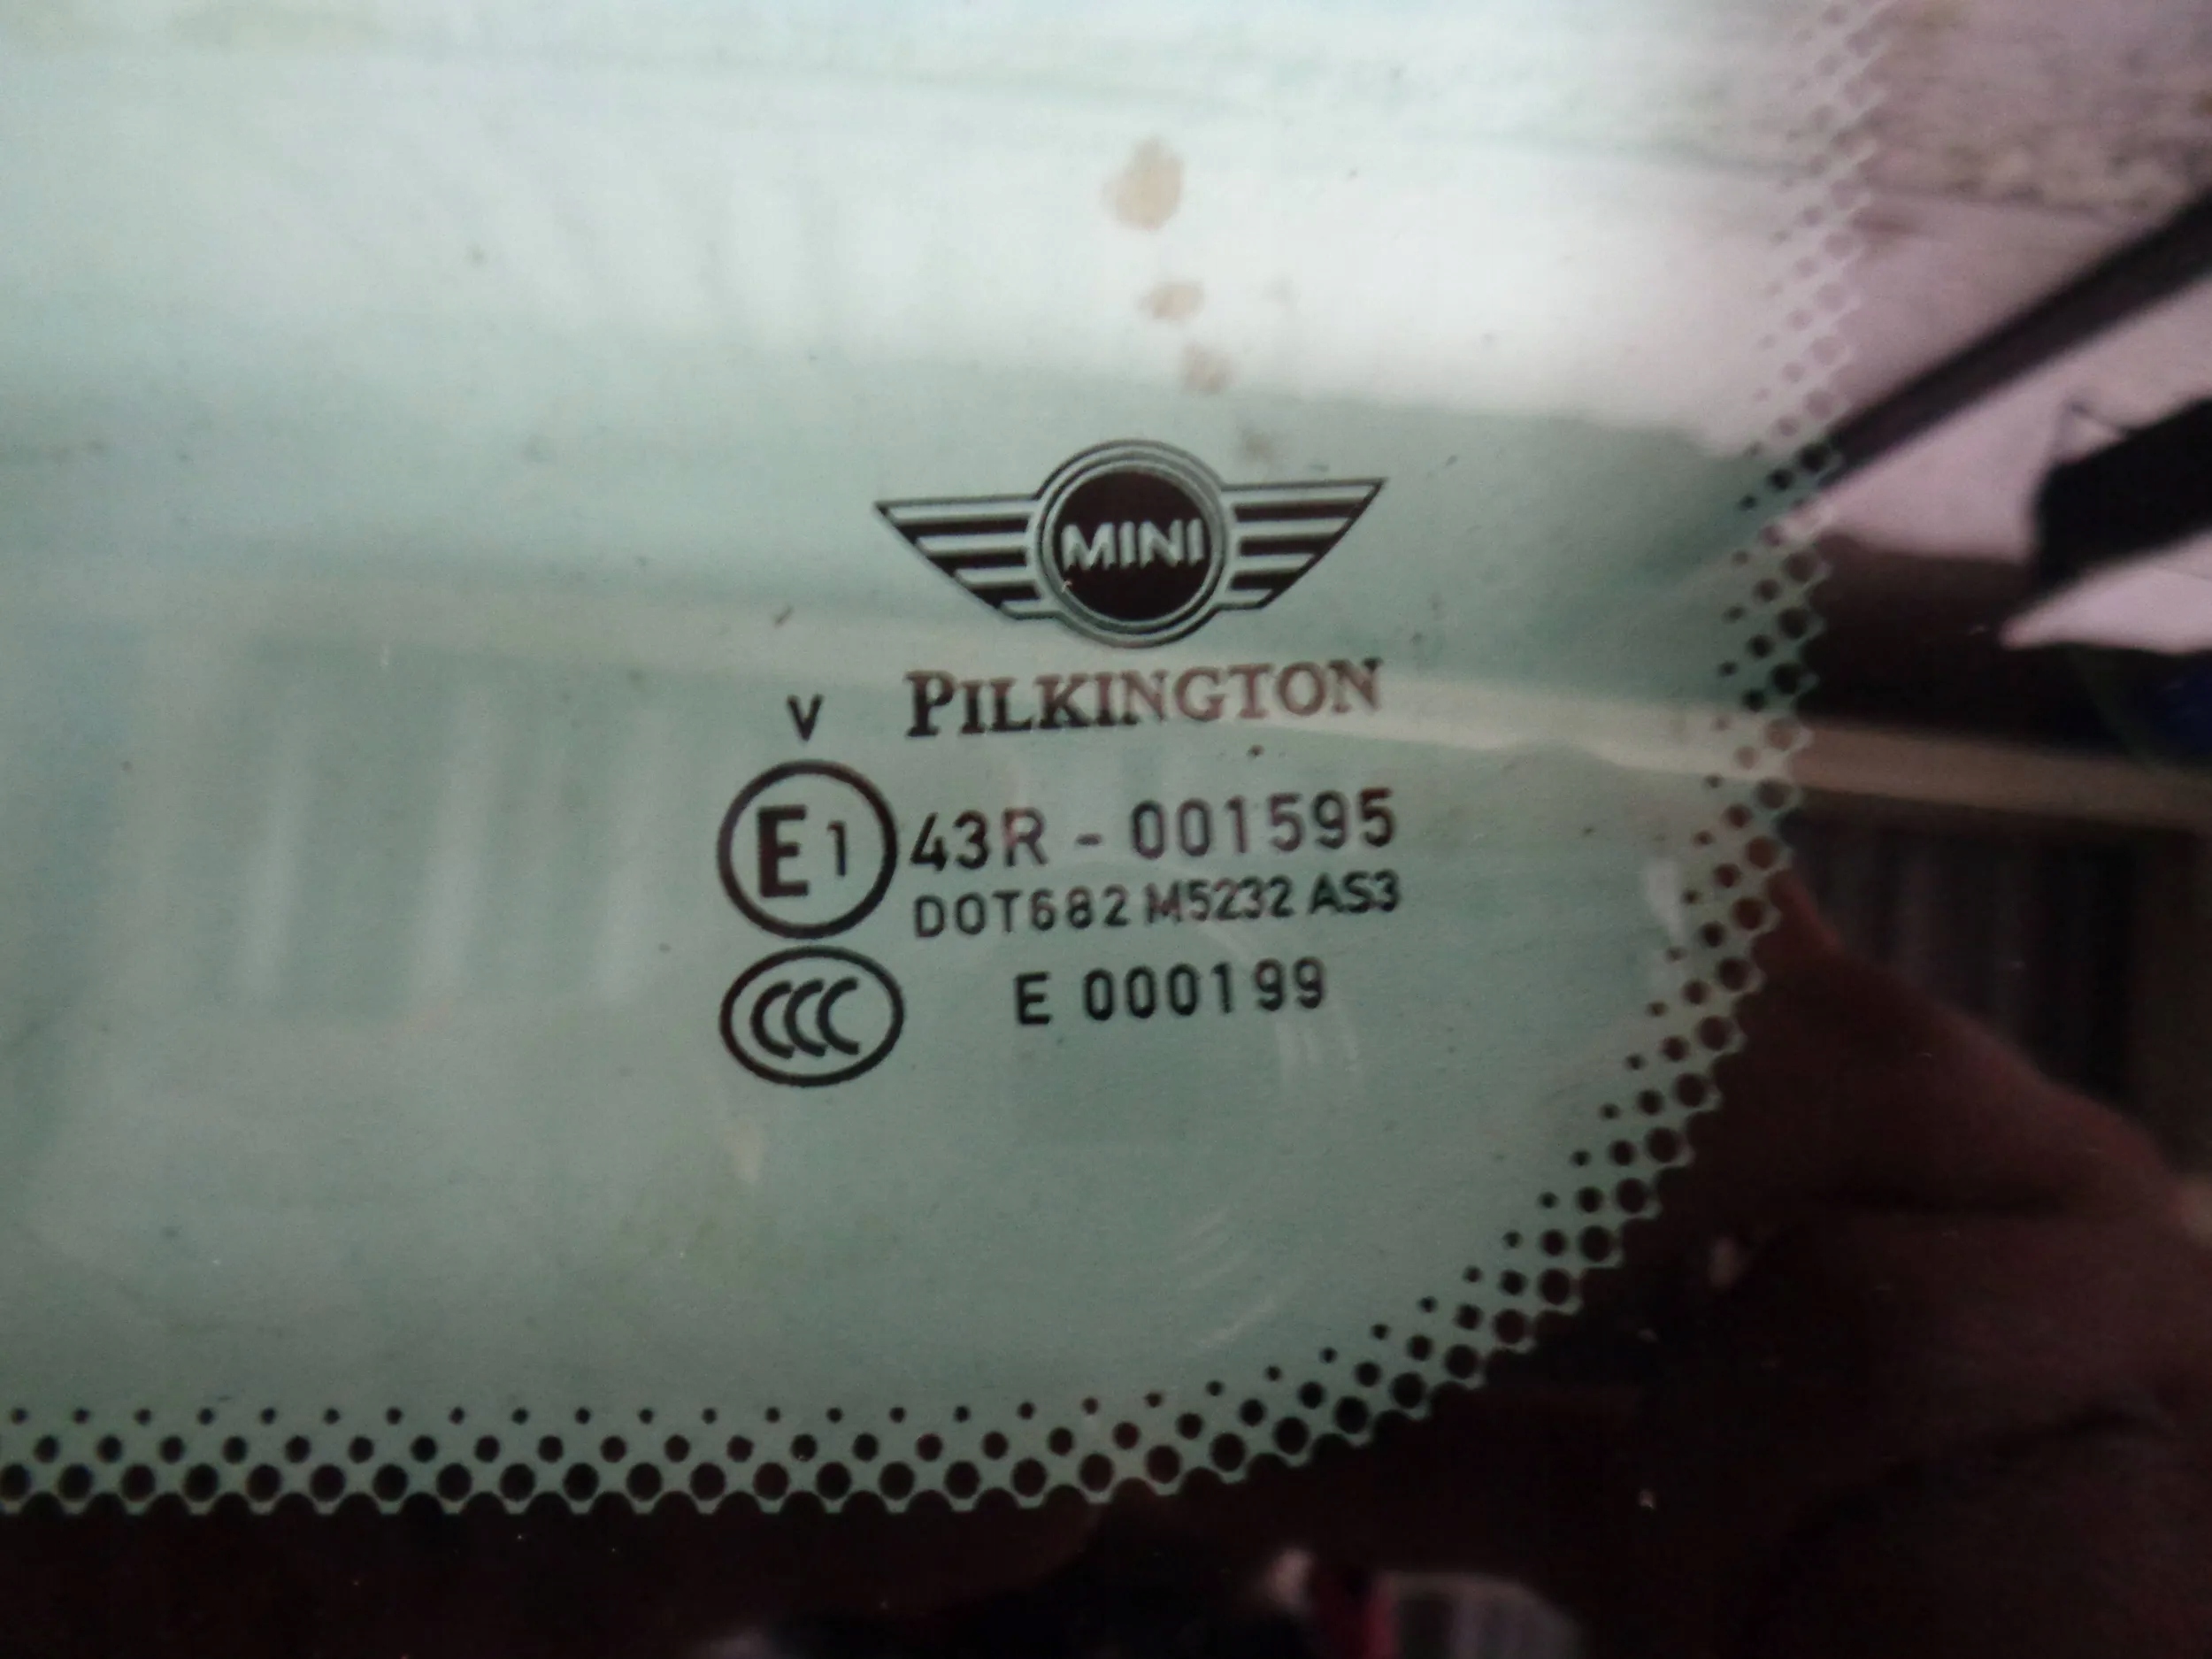 MINI
PILKINGTON
V
E1 43R - 001595
DOT682 M5232 AS3
CCC E 000199